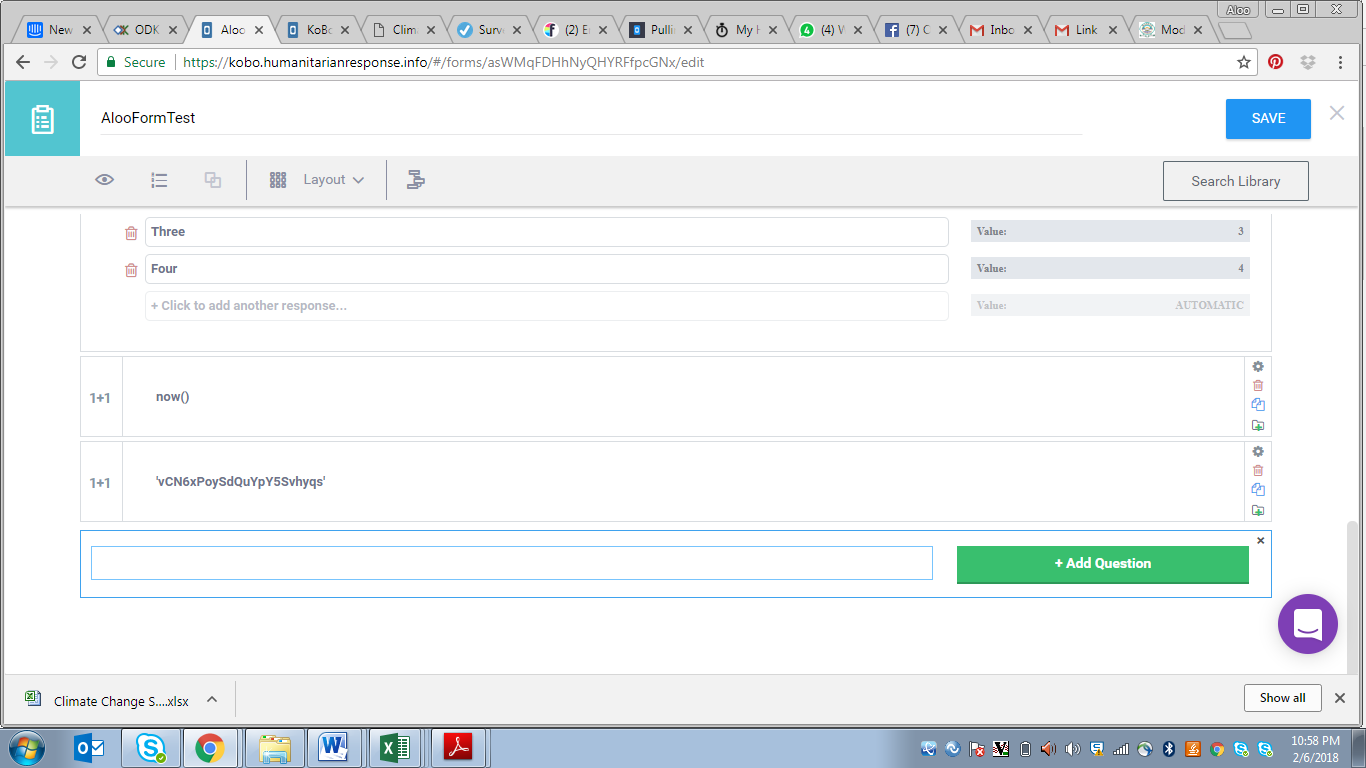 Aloo
New
ODK
Aloo
KoBo
Clim
Surve
(2) E
Pulli
My H
(4) W
(7) C
Inbo
Link
Mod
Secure https://kobo.humanitarianresponse.info/#/forms/asWMqFDHhNyQHYRFfpcGNx/edit
AlooFormTest
SAVE
Layout
Search Library
Three Value: 3
Four Value: 4
+ Click to add another response... Value: AUTOMATIC
1+1 now()
1+1 'vCN6xPoySdQuYpY5Svhyqs'
+ Add Question
Climate Change S....xlsx
Show all
10:58 PM
2/6/2018